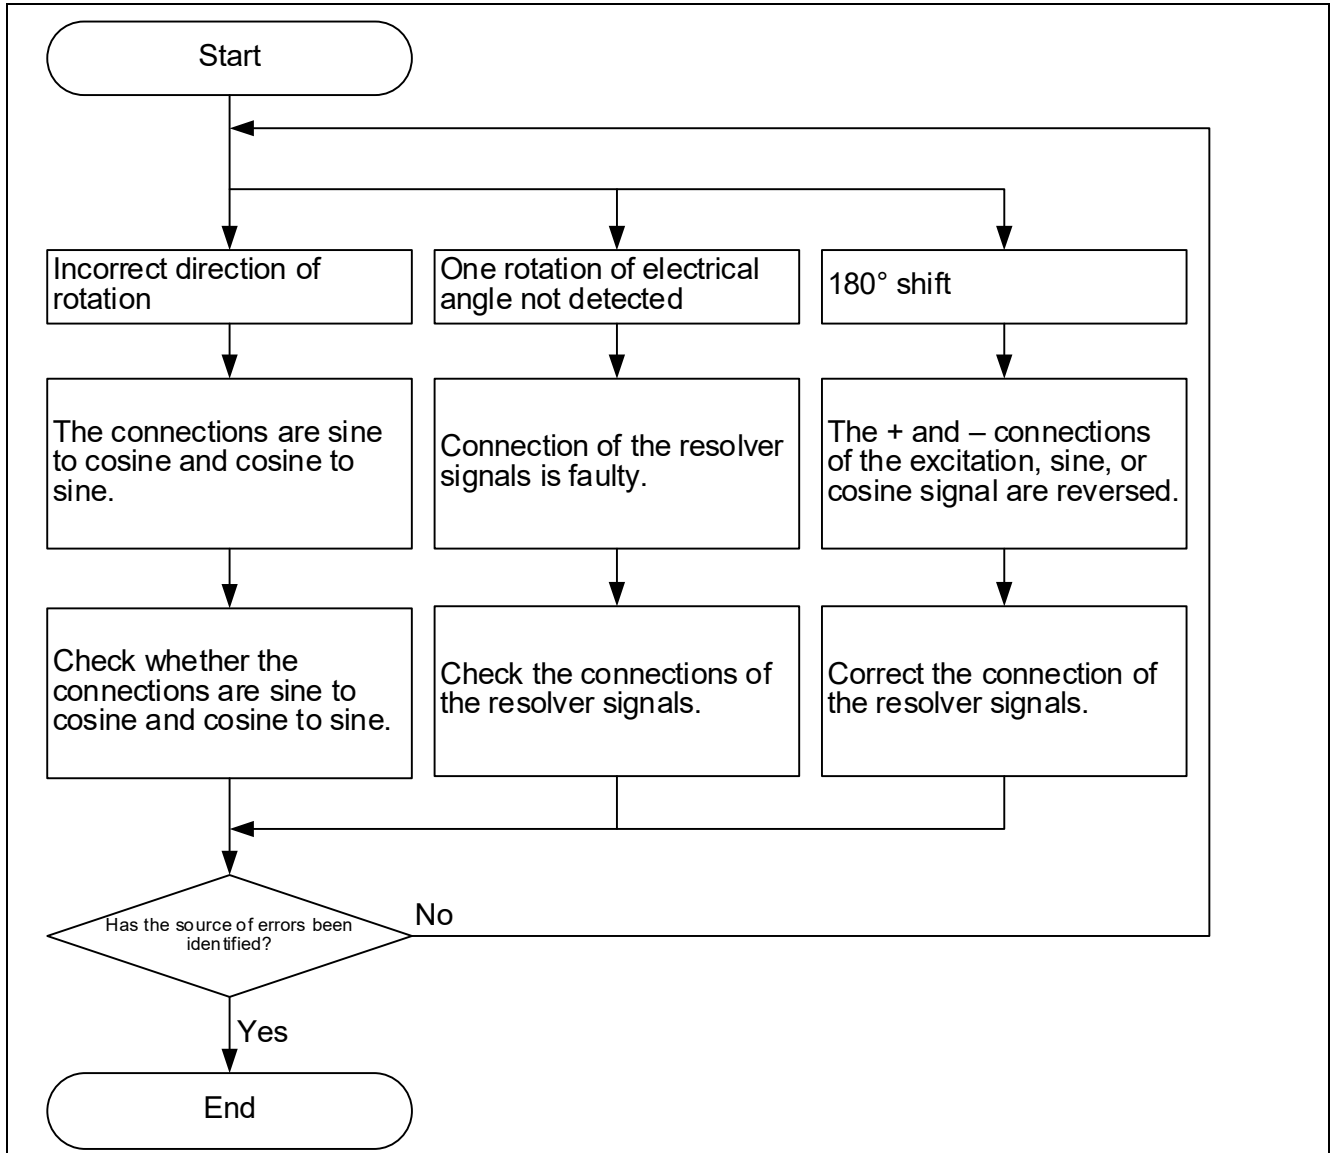 Start
Incorrect direction of
rotation
One rotation of electrical
angle not detected
180° shift
The connections are sine
to cosine and cosine to
sine.
Connection of the resolver
signals is faulty.
The + and – connections
of the excitation, sine, or
cosine signal are reversed.
Check whether the
connections are sine to
cosine and cosine to sine.
Check the connections of
the resolver signals.
Correct the connection of
the resolver signals.
Has the source of errors been
identified?
No
Yes
End